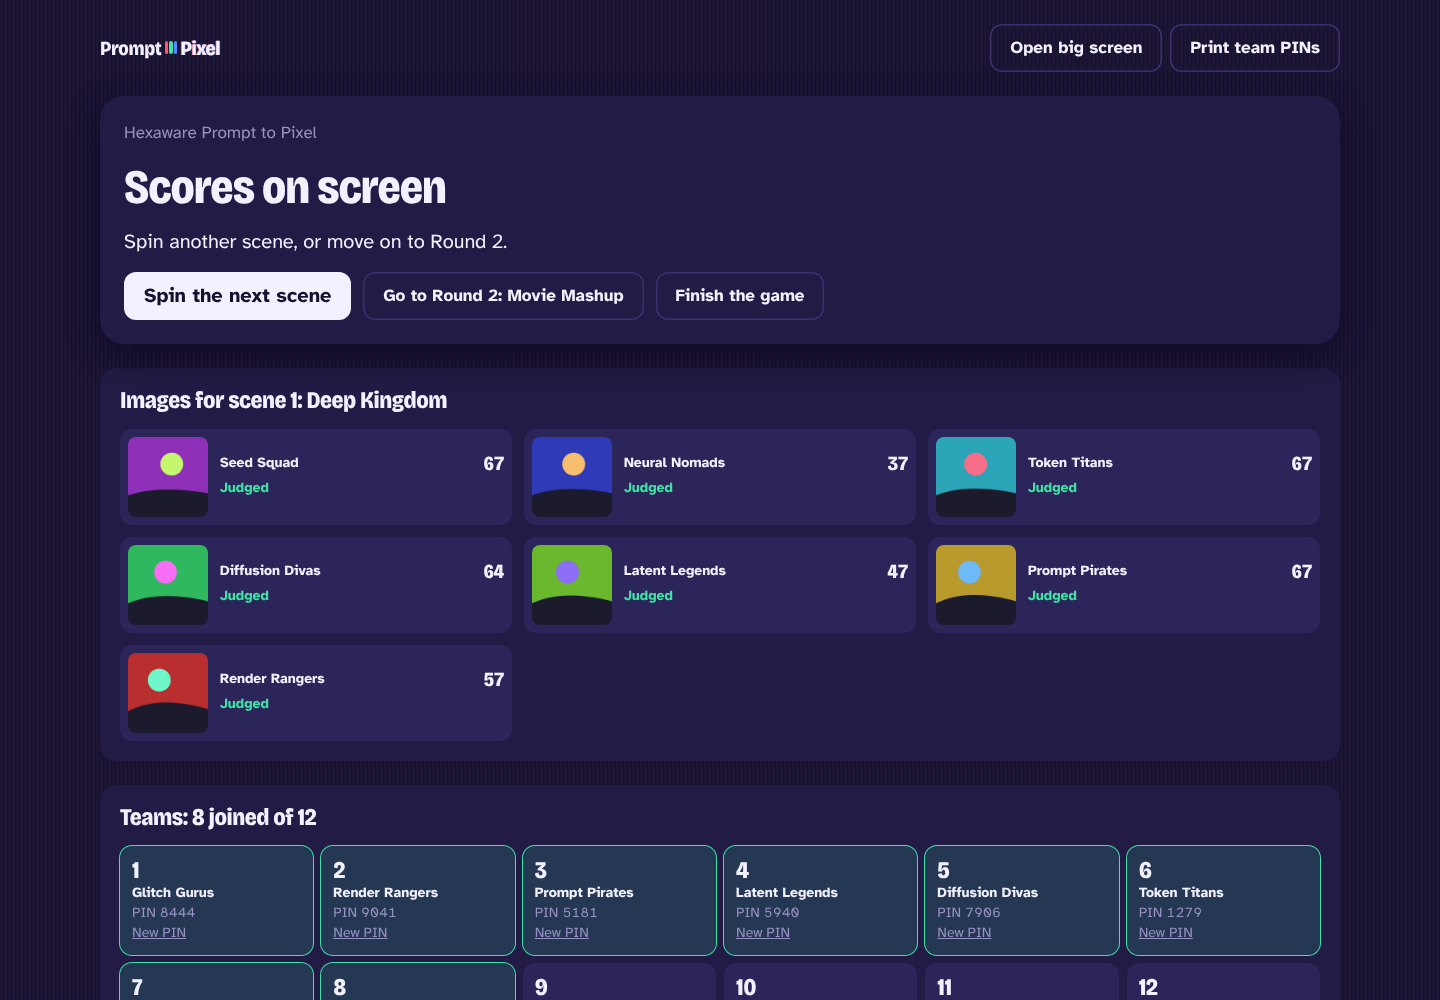 Prompt Pixel
Open big screen
Print team PINs
Hexaware Prompt to Pixel
Scores on screen
Spin another scene, or move on to Round 2.
Spin the next scene
Go to Round 2: Movie Mashup
Finish the game
Images for scene 1: Deep Kingdom
Seed Squad
67
Judged
Neural Nomads
37
Judged
Token Titans
67
Judged
Diffusion Divas
64
Judged
Latent Legends
47
Judged
Prompt Pirates
67
Judged
Render Rangers
57
Judged
Teams: 8 joined of 12
1
Glitch Gurus
PIN 8444
New PIN
2
Render Rangers
PIN 9041
New PIN
3
Prompt Pirates
PIN 5181
New PIN
4
Latent Legends
PIN 5940
New PIN
5
Diffusion Divas
PIN 7906
New PIN
6
Token Titans
PIN 1279
New PIN
7
8
9
10
11
12